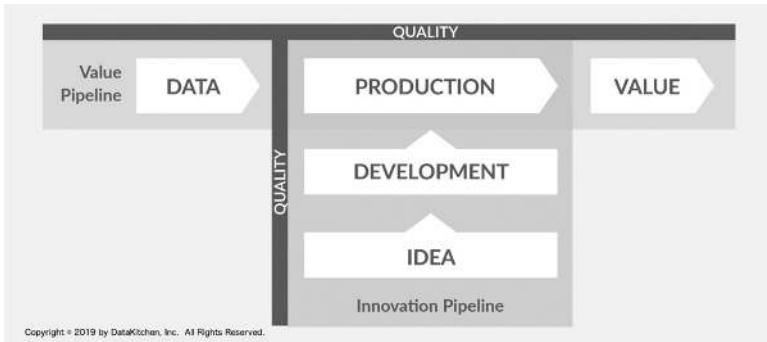 QUALITY
Value
Pipeline
DATA
PRODUCTION
VALUE
QUALITY
DEVELOPMENT
IDEA
Innovation Pipeline
Copyright © 2019 by DataKitchen, Inc. All Rights Reserved.